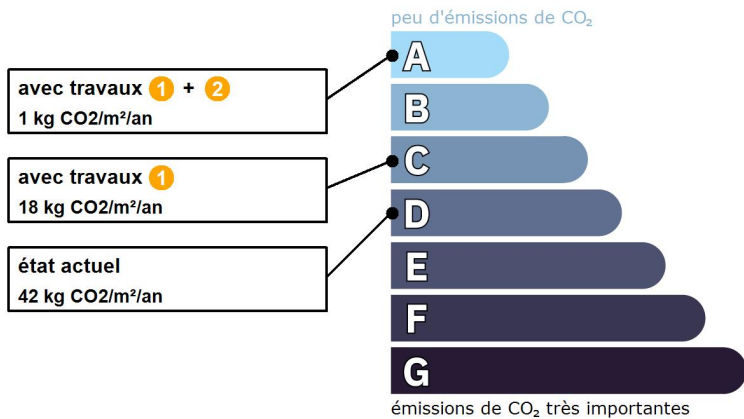 peu d'émissions de CO₂
A
avec travaux 1 + 2
1 kg CO2/m²/an
B
avec travaux 1
18 kg CO2/m²/an
C
D
état actuel
42 kg CO2/m²/an
E
F
G
émissions de CO₂ très importantes